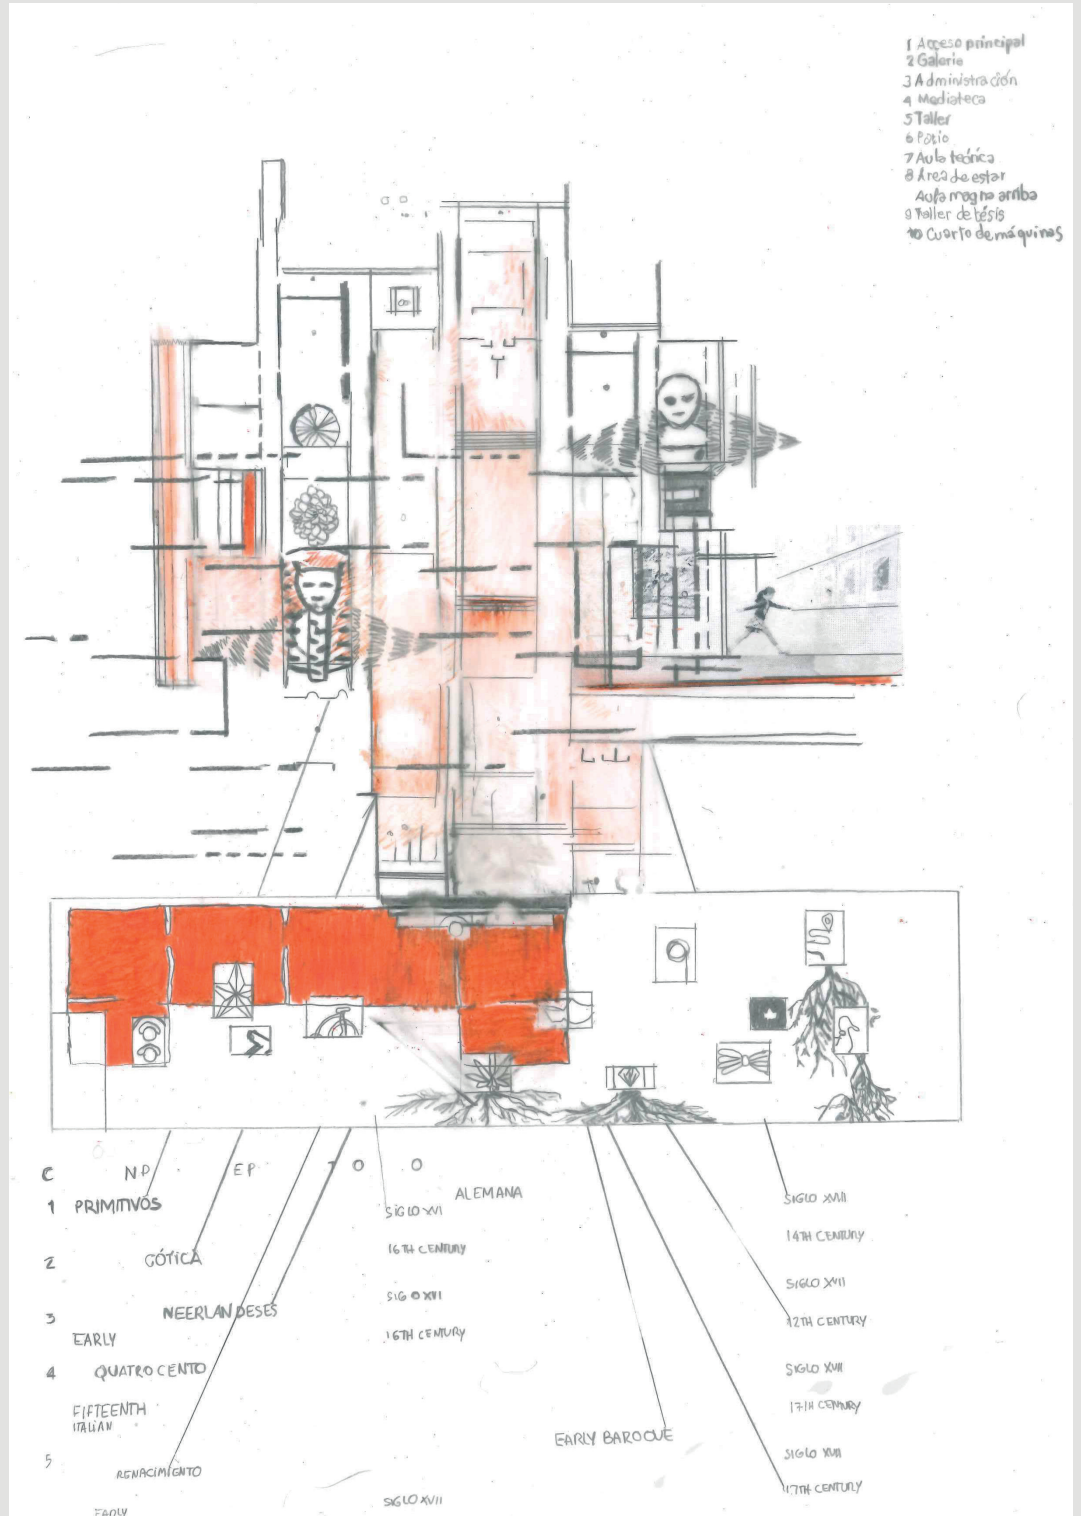 1 Acceso principal
2 Galerie
3 Administración
4 Mediateca
5 Taller
6 Patio
7 Aula teórica
8 Área de estar
Aula magna arriba
9 Taller de tésis
10 Cuarto de máquinas
C NP EP T O O
1 PRIMITIVOS
ALEMANA
SIGLO XVI
SIGLO XVII
14TH CENTURY
2 GÓTICA
16TH CENTURY
SIGLO XVII
SIG O XVI
3 NEERLANDESES
12TH CENTURY
EARLY
16TH CENTURY
4 QUATRO CENTO
SIGLO XVII
FIFTEENTH
ITALIAN
17TH CENTURY
EARLY BAROQUE
5
SIGLO XVII
RENACIMIENTO
17TH CENTURY
SIGLO XVII
EARLY